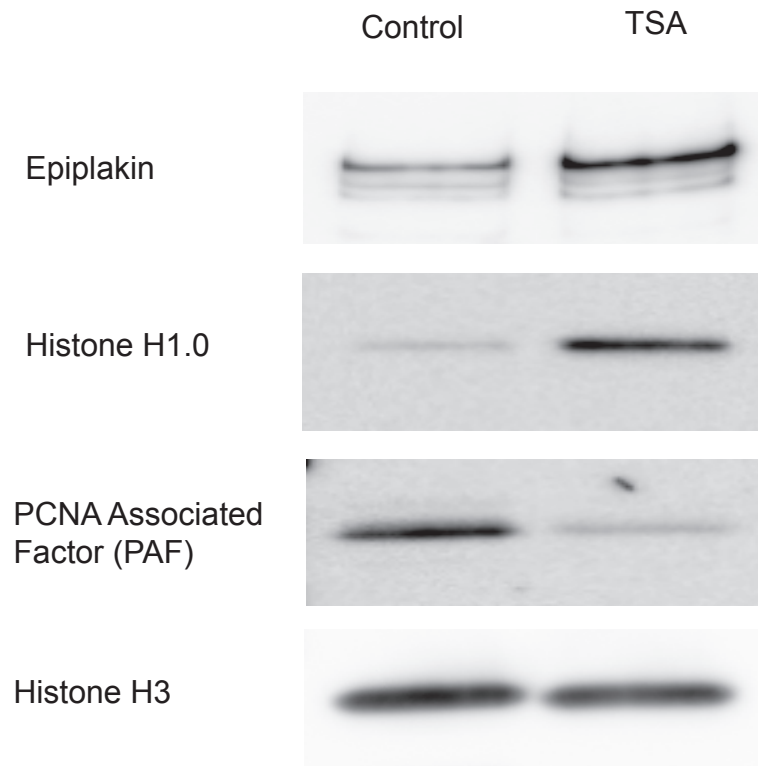 Control
TSA
Epiplakin
Histone H1.0
PCNA Associated
Factor (PAF)
Histone H3